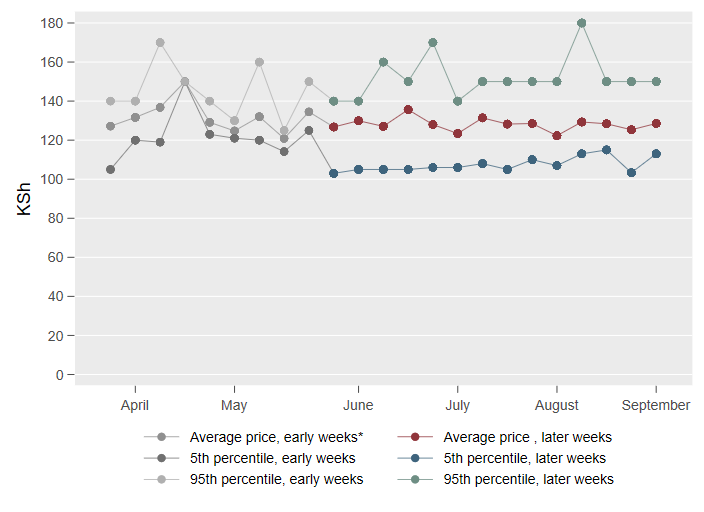 180
160
140
120
100
80
60
40
20
0
KSh
April May June July August September
Average price, early weeks* Average price , later weeks
5th percentile, early weeks 5th percentile, later weeks
95th percentile, early weeks 95th percentile, later weeks